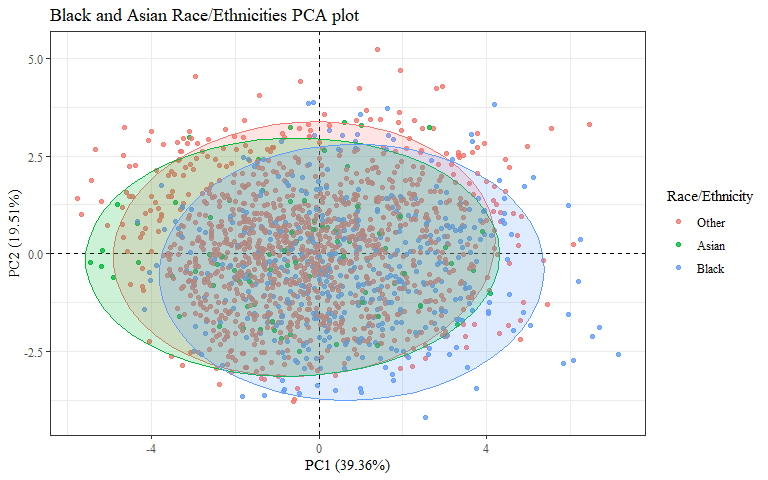 Black and Asian Race/Ethnicities PCA plot
5.0
2.5
0.0
-2.5
PC2 (19.51%)
-4
0
4
PC1 (39.36%)
Race/Ethnicity
Other
Asian
Black